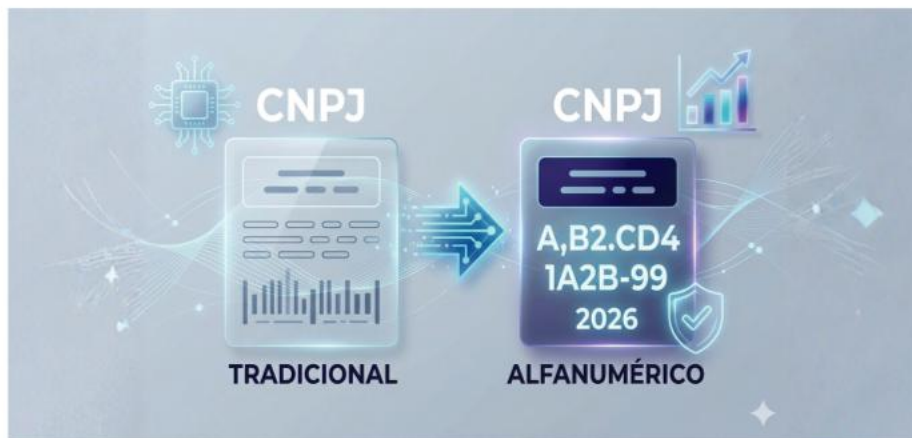 CNPJ
TRADICIONAL
CNPJ
A,B2.CD4
1A2B-99
2026
ALFANUMÉRICO